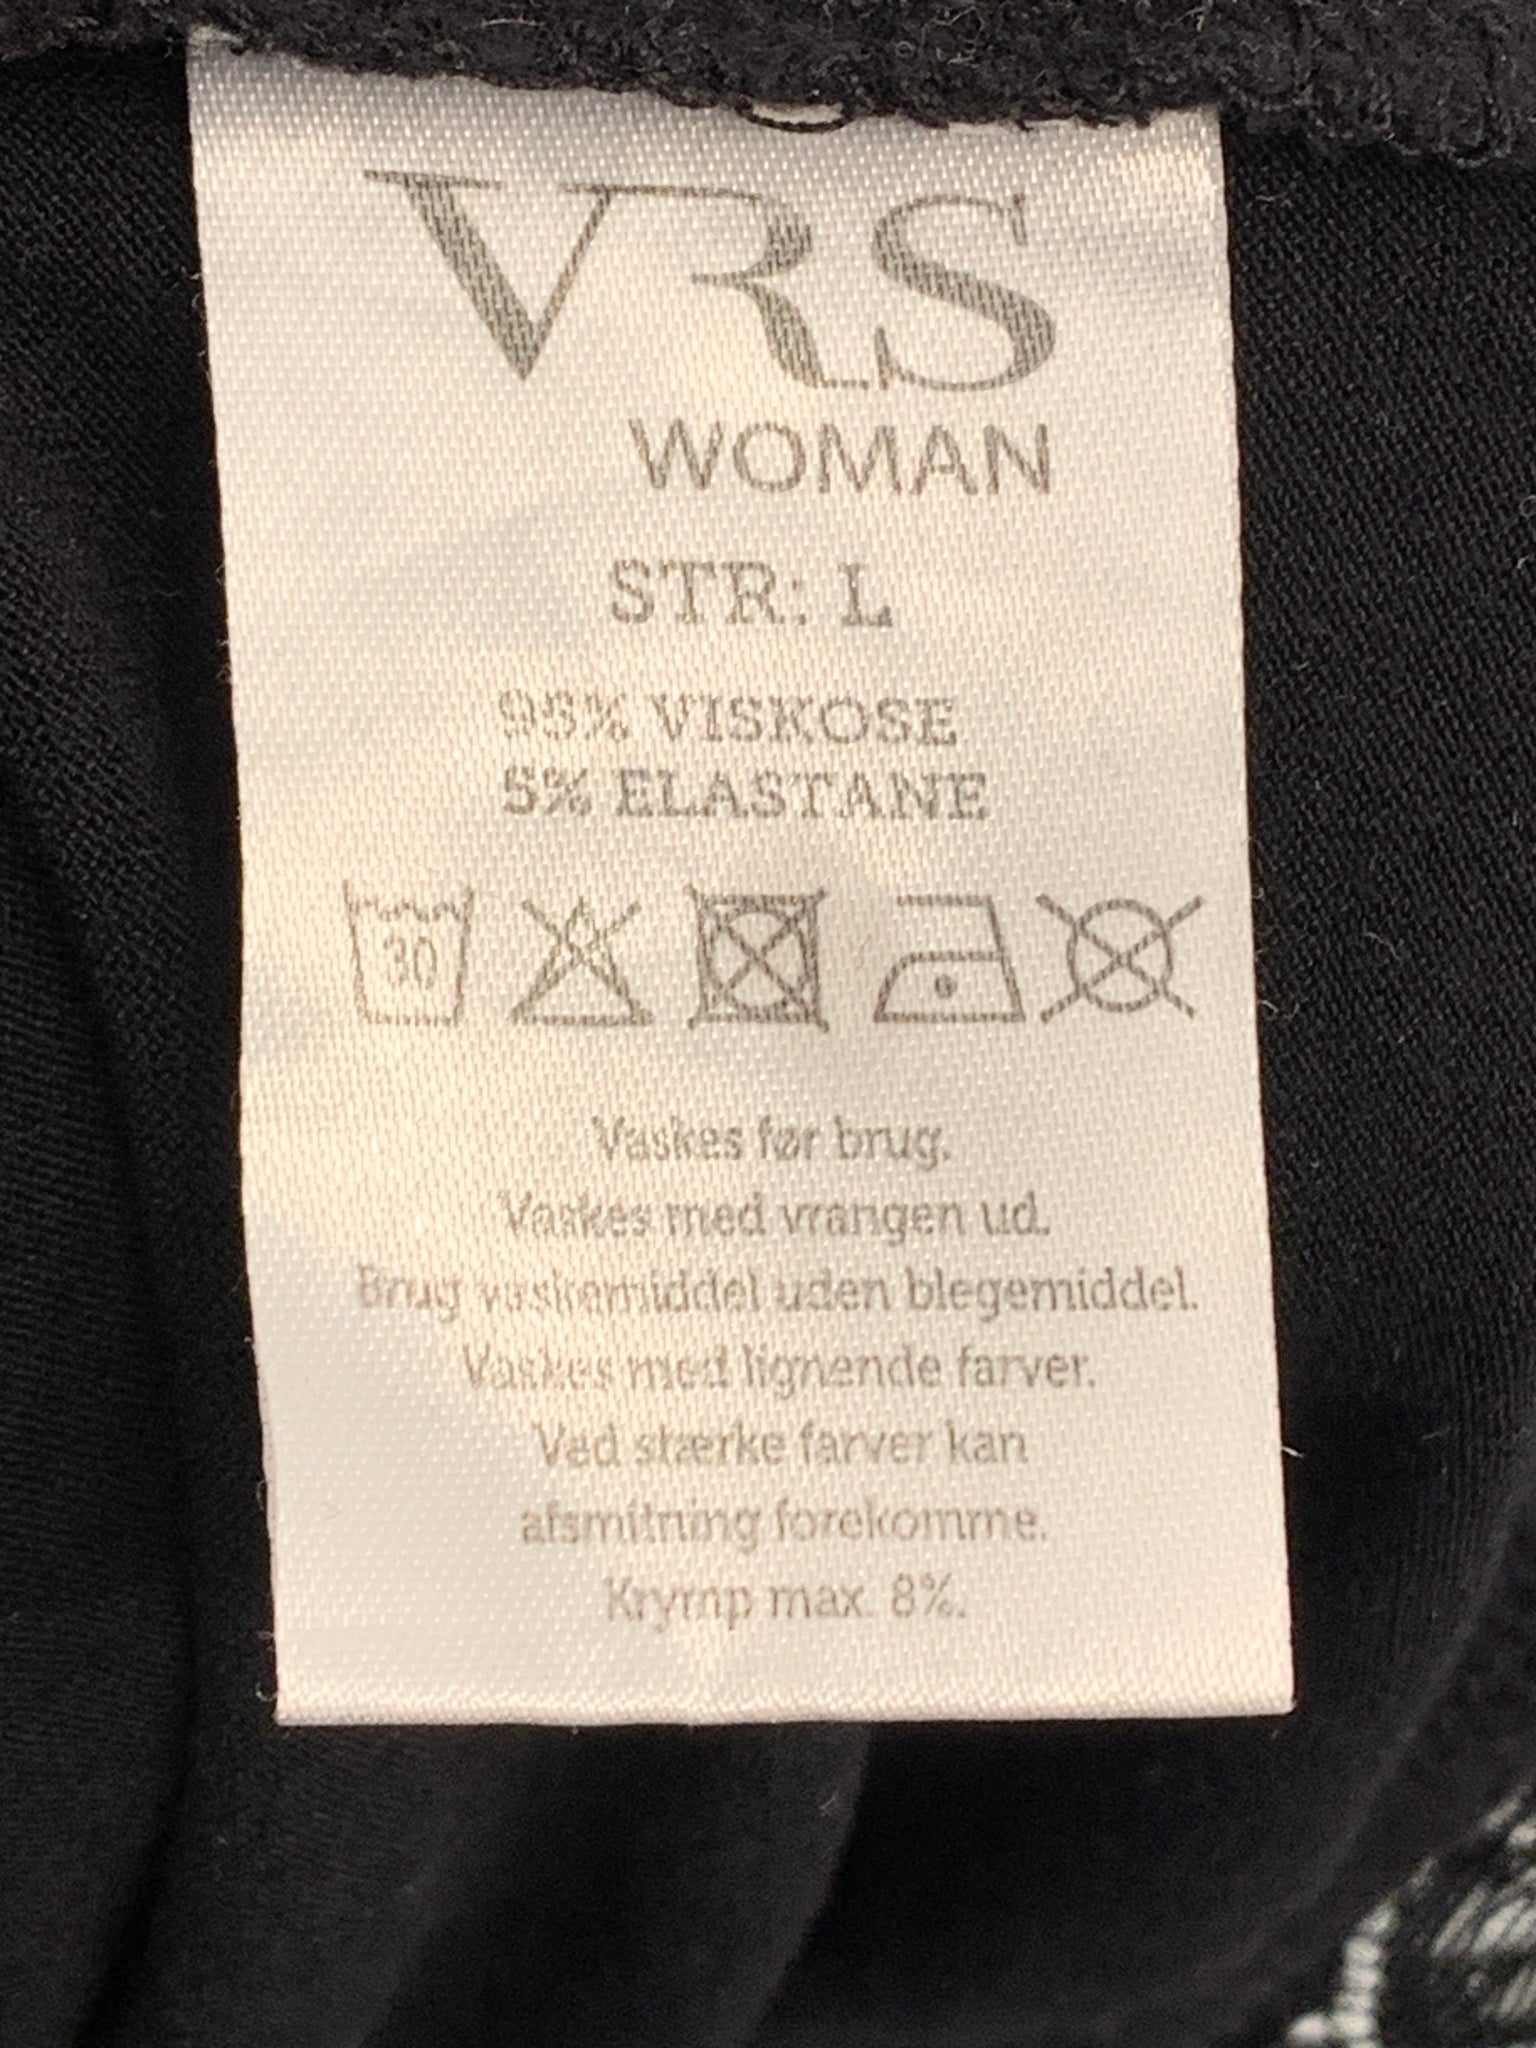 VRS
WOMAN
STR: L
95% VISKOSE
5% ELASTANE
30
Vaskes før brug.
Vaskes med vrangen ud.
Brug vaskemiddel uden blegemiddel.
Vaskes med lignende farver.
Ved stærke farver kan
afsmitning forekomme.
Krymp max. 8%.